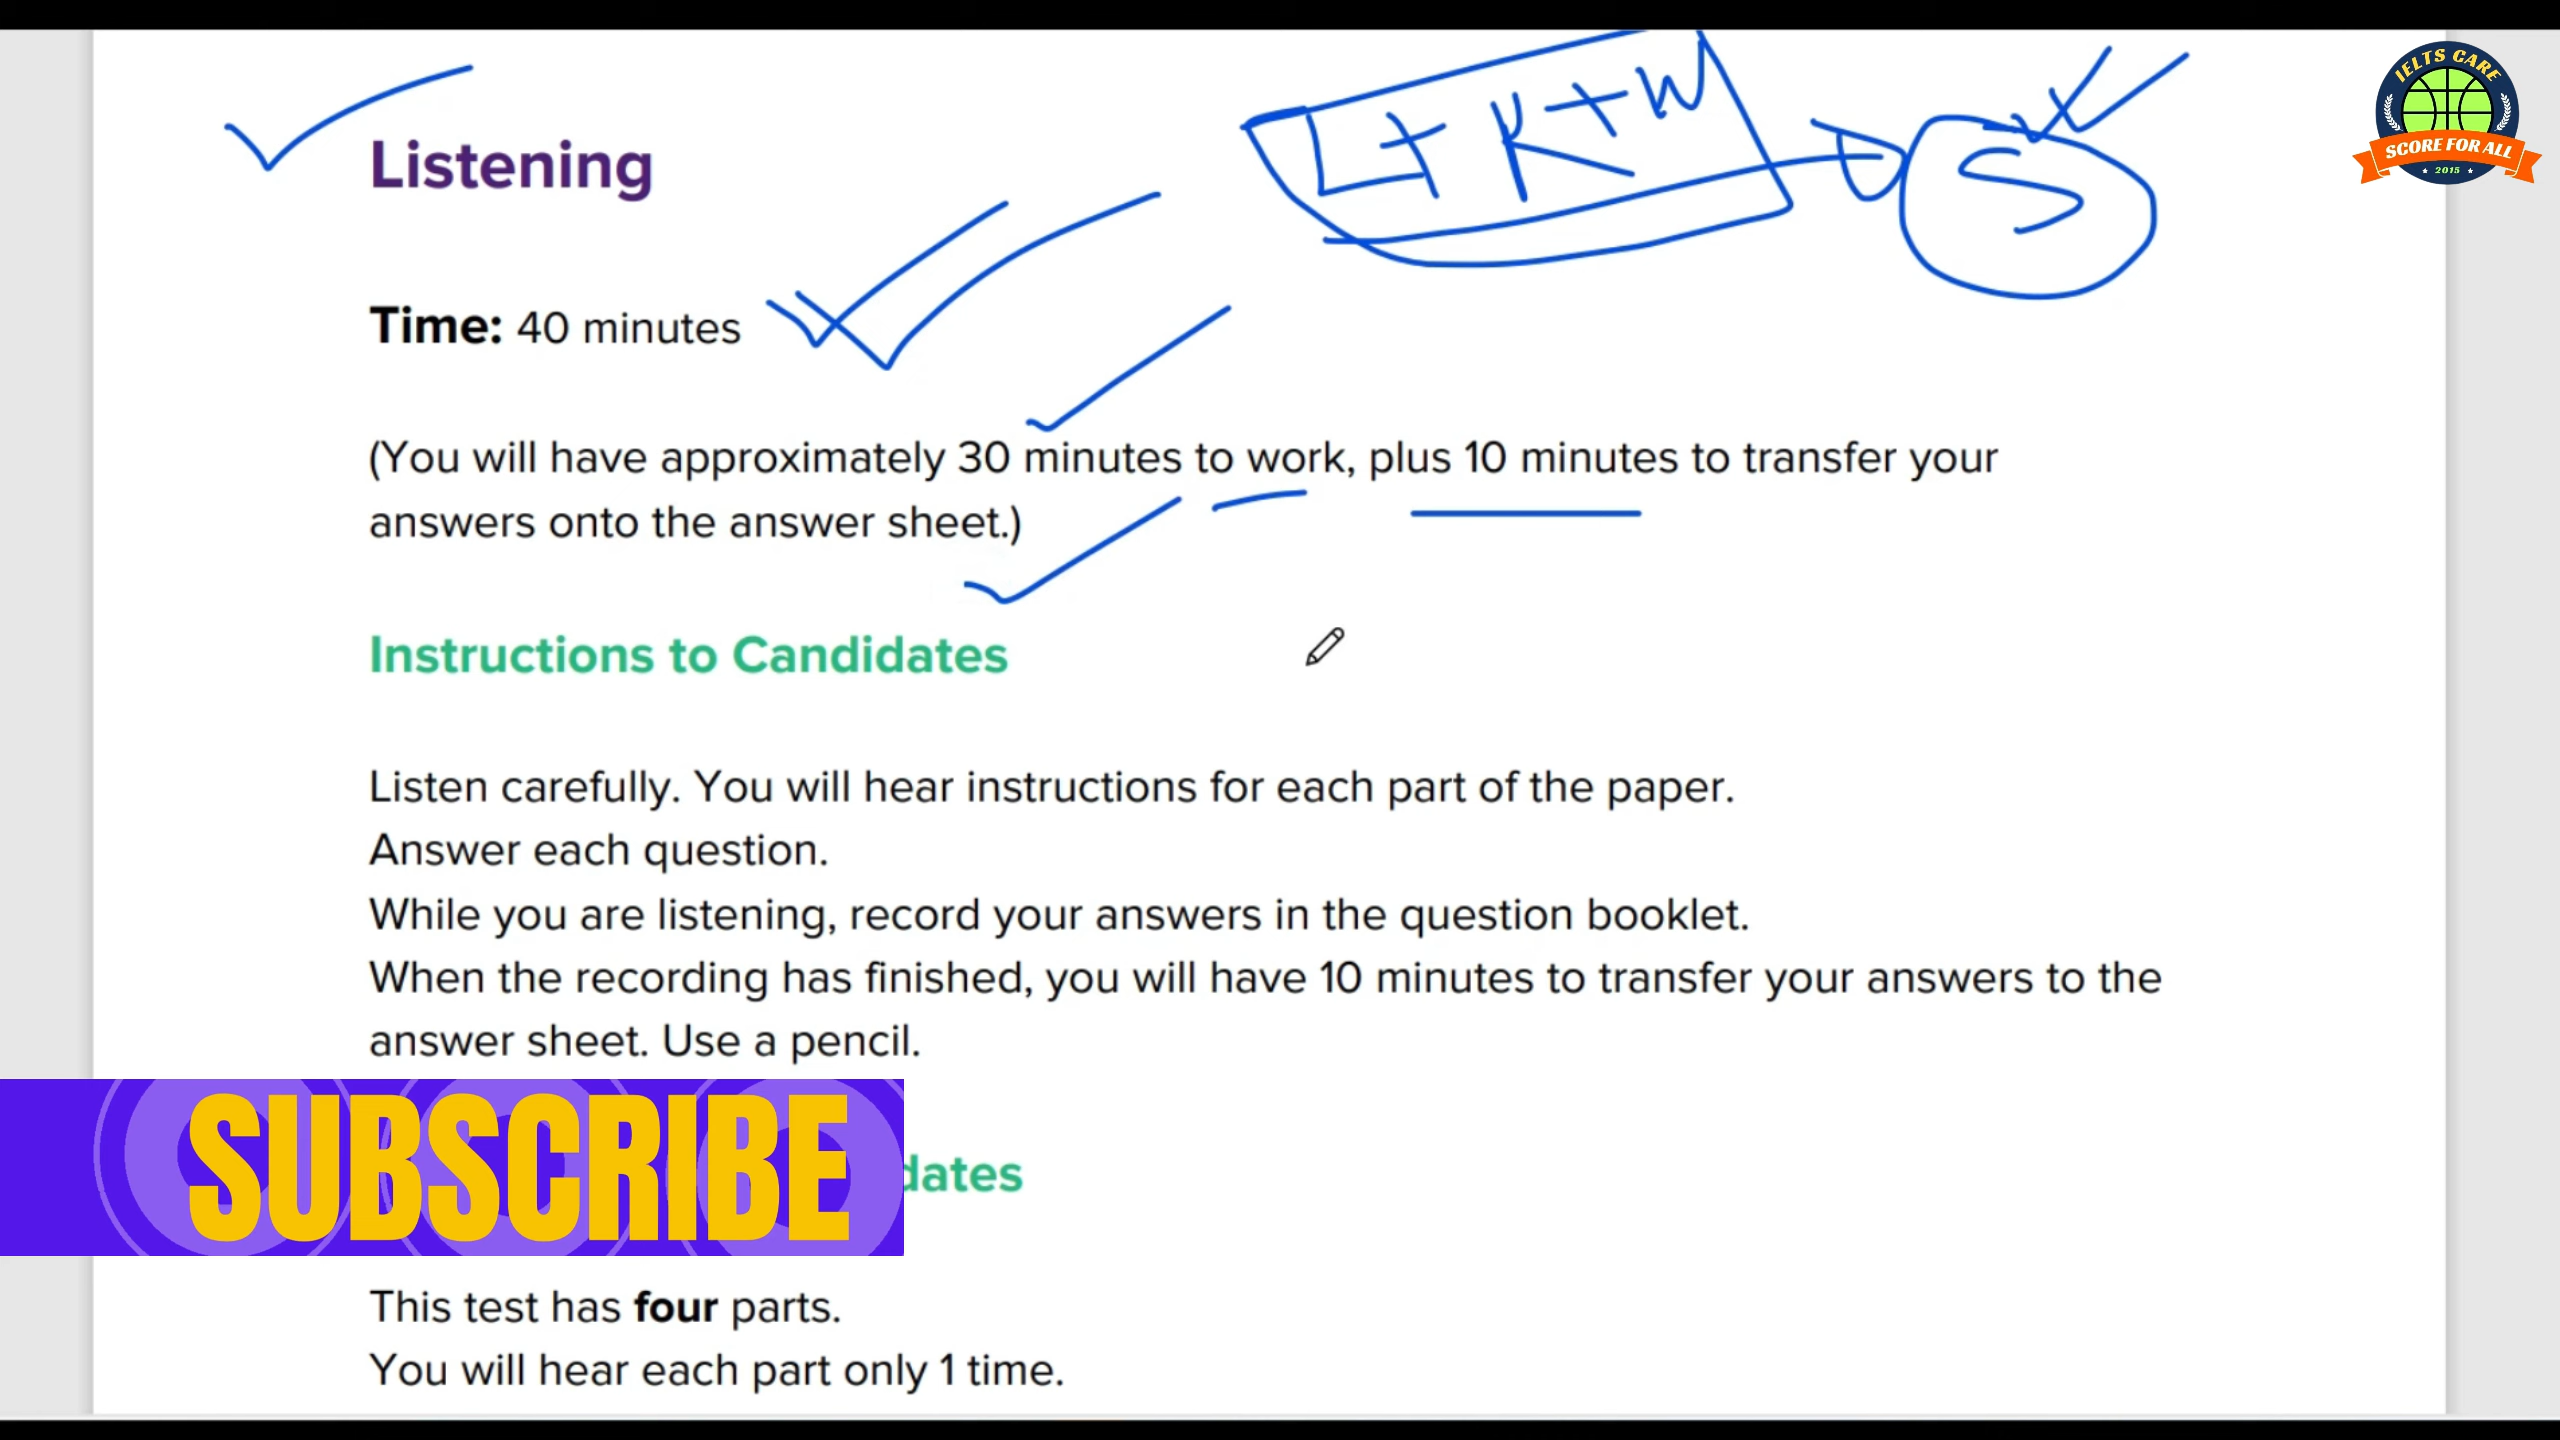 IELTS CARE
SCORE FOR ALL
2015
L + R + W
S
Listening
Time: 40 minutes
(You will have approximately 30 minutes to work, plus 10 minutes to transfer your
answers onto the answer sheet.)
Instructions to Candidates
Listen carefully. You will hear instructions for each part of the paper.
Answer each question.
While you are listening, record your answers in the question booklet.
When the recording has finished, you will have 10 minutes to transfer your answers to the
answer sheet. Use a pencil.
SUBSCRIBE
dates
This test has four parts.
You will hear each part only 1 time.